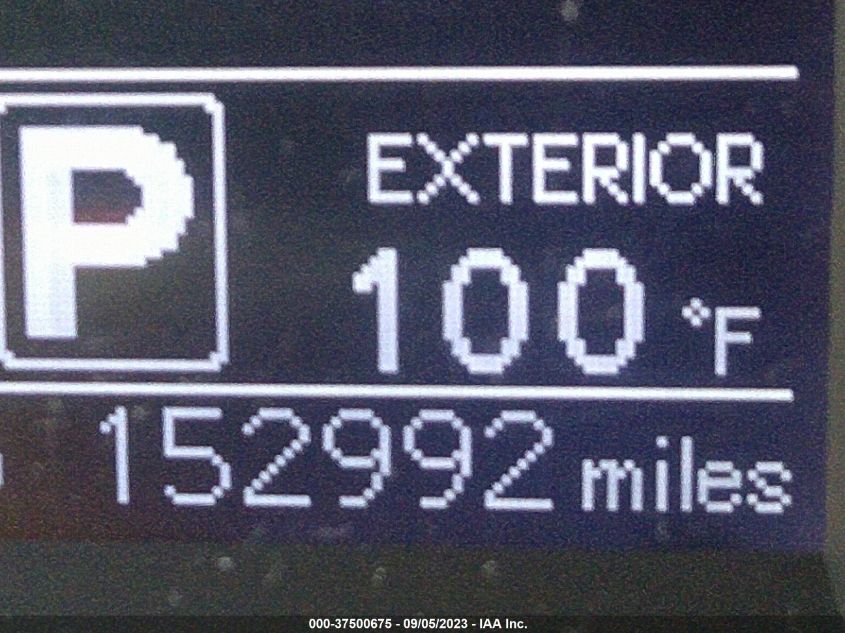 P
EXTERIOR
100 °F
152992 miles
000-37500675 - 09/05/2023 - IAA Inc.